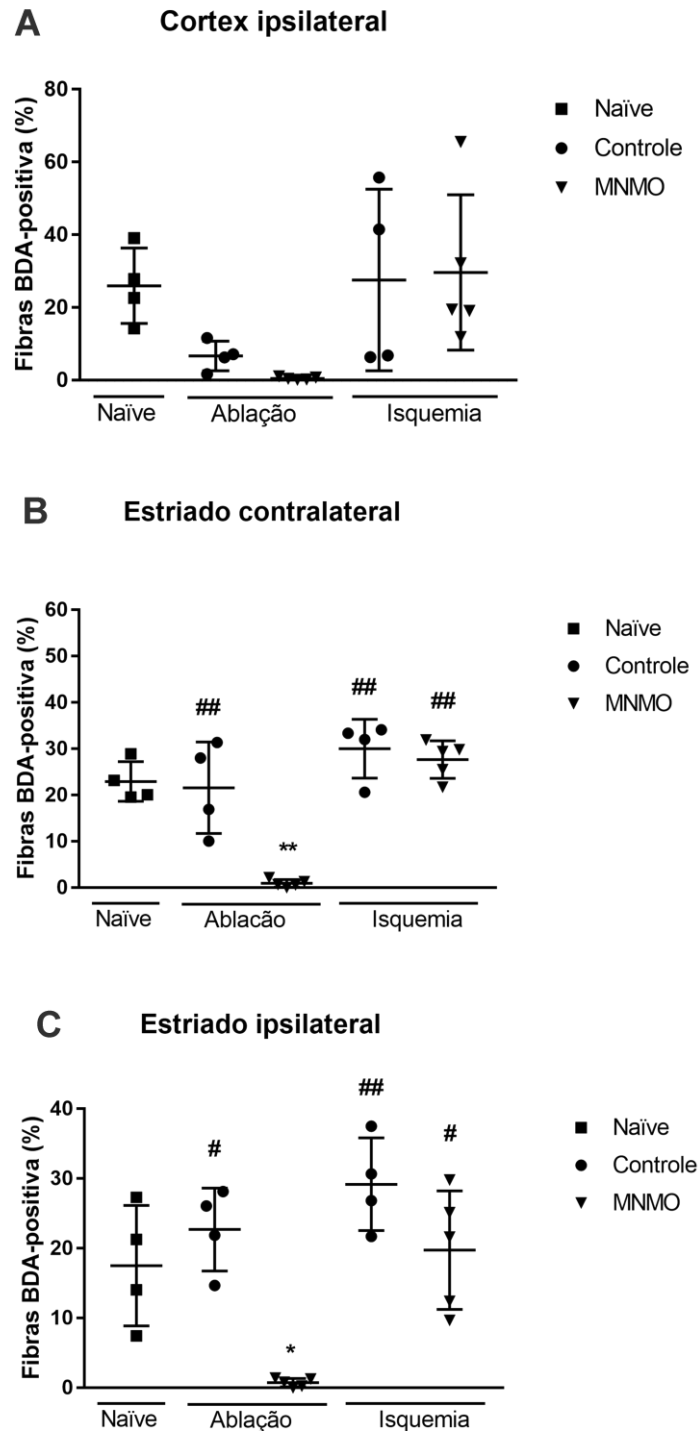 A
Cortex ipsilateral
Fibras BDA-positiva (%)
80
60
40
20
0
Naïve
Controle
MNMO
Naïve
Ablação
Isquemia
B
Estriado contralateral
Fibras BDA-positiva (%)
60
50
40
30
20
10
0
##
**
##
##
Naïve
Controle
MNMO
Naïve
Ablacão
Isquemia
C
Estriado ipsilateral
Fibras BDA-positiva (%)
40
30
20
10
0
#
*
##
#
Naïve
Controle
MNMO
Naïve
Ablação
Isquemia